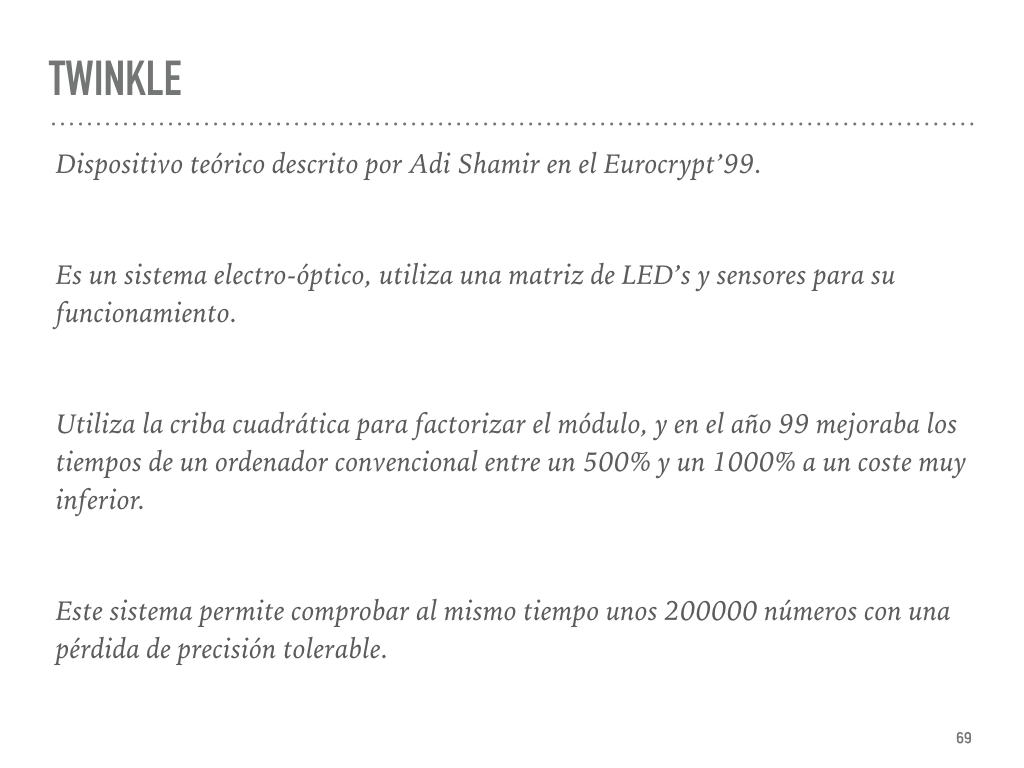 TWINKLE
Dispositivo teórico descrito por Adi Shamir en el Eurocrypt’99.
Es un sistema electro-óptico, utiliza una matriz de LED’s y sensores para su
funcionamiento.
Utiliza la criba cuadrática para factorizar el módulo, y en el año 99 mejoraba los
tiempos de un ordenador convencional entre un 500% y un 1000% a un coste muy
inferior.
Este sistema permite comprobar al mismo tiempo unos 200000 números con una
pérdida de precisión tolerable.
69